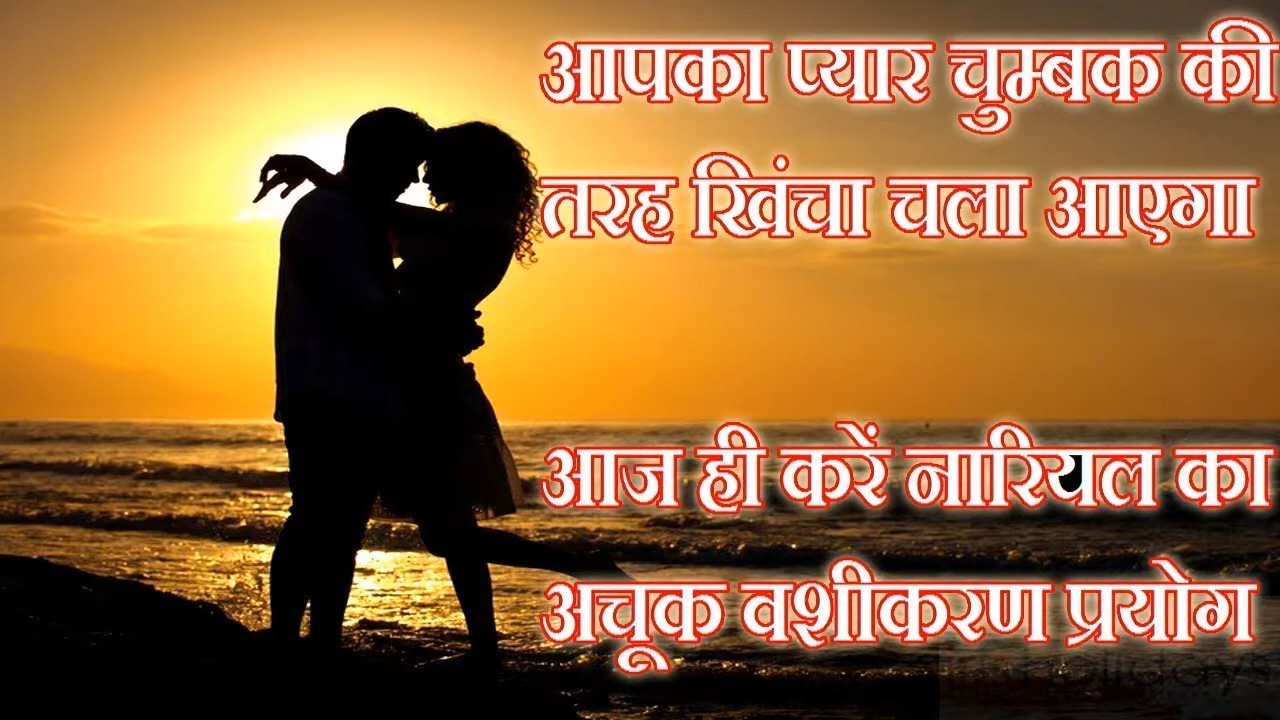 आपका प्यार चुम्बक की
तरह खिंचा चला आएगा
आज ही करें नारियल का
अचूक वशीकरण प्रयोग